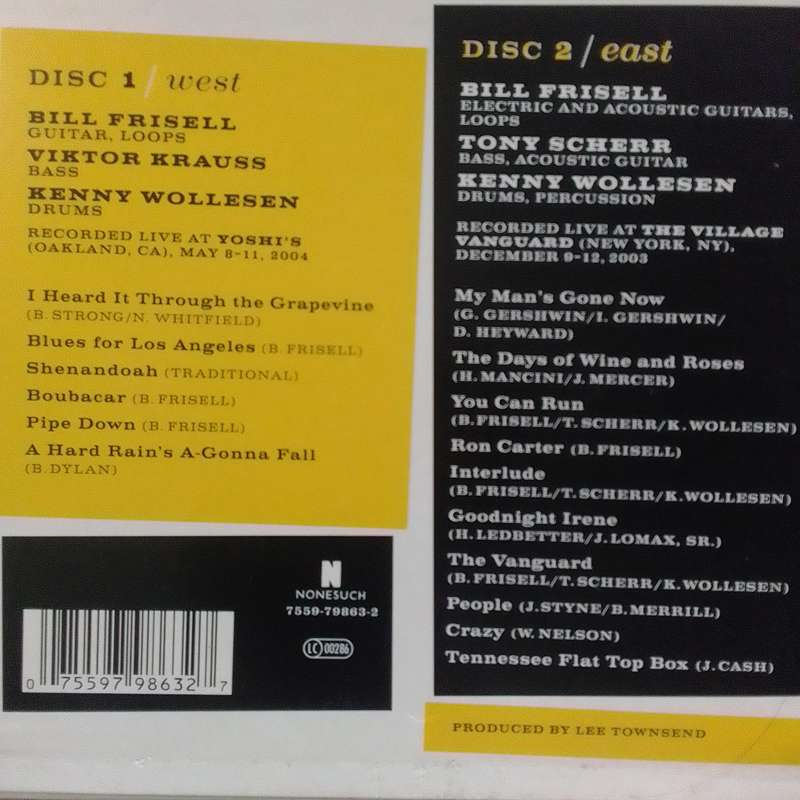 DISC 1 / west
BILL FRISELL
GUITAR, LOOPS
VIKTOR KRAUSS
BASS
KENNY WOLLESEN
DRUMS
RECORDED LIVE AT YOSHI'S
(OAKLAND, CA), MAY 8-11, 2004
I Heard It Through the Grapevine
(B. STRONG/N. WHITFIELD)
Blues for Los Angeles (B. FRISELL)
Shenandoah (TRADITIONAL)
Boubacar (B. FRISELL)
Pipe Down (B. FRISELL)
A Hard Rain's A-Gonna Fall
(B. DYLAN)
N
NONESUCH
7559-79863-2
LC 00286
0 75597 98632 7
DISC 2 / east
BILL FRISELL
ELECTRIC AND ACOUSTIC GUITARS,
LOOPS
TONY SCHERR
BASS, ACOUSTIC GUITAR
KENNY WOLLESEN
DRUMS, PERCUSSION
RECORDED LIVE AT THE VILLAGE
VANGUARD (NEW YORK, NY),
DECEMBER 9-12, 2003
My Man's Gone Now
(G. GERSHWIN/I. GERSHWIN/
D. HEYWARD)
The Days of Wine and Roses
(H. MANCINI/J. MERCER)
You Can Run
(B. FRISELL/T. SCHERR/K. WOLLESEN)
Ron Carter (B. FRISELL)
Interlude
(B. FRISELL/T. SCHERR/K. WOLLESEN)
Goodnight Irene
(H. LEDBETTER/J. LOMAX, SR.)
The Vanguard
(B. FRISELL/T. SCHERR/K. WOLLESEN)
People (J. STYNE/B. MERRILL)
Crazy (W. NELSON)
Tennessee Flat Top Box (J. CASH)
PRODUCED BY LEE TOWNSEND